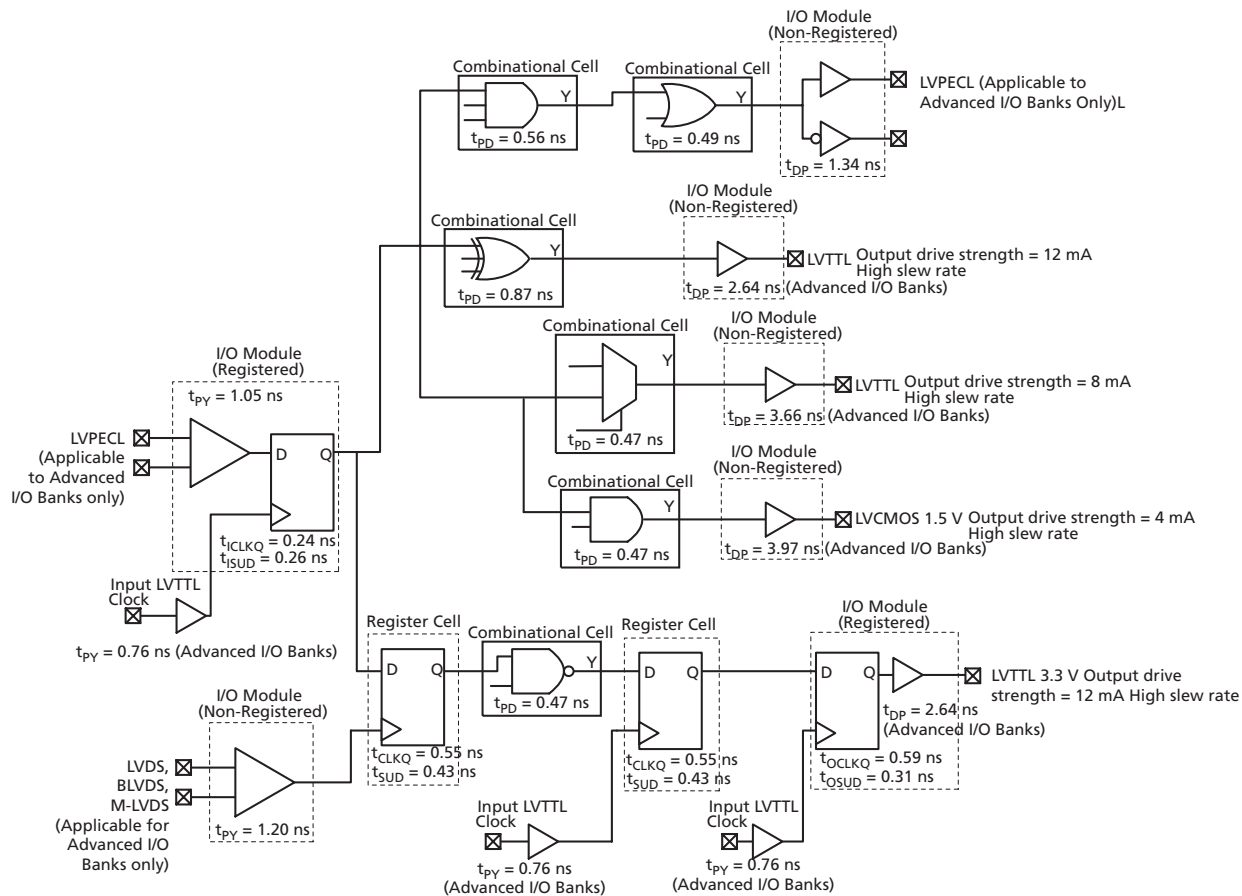 I/O Module
(Non-Registered)
Combinational Cell
Combinational Cell
Y
Y
LVPECL (Applicable to
Advanced I/O Banks Only)L
tPD = 0.56 ns
tPD = 0.49 ns
tDP = 1.34 ns
I/O Module
(Non-Registered)
Combinational Cell
Y
LVTTL Output drive strength = 12 mA
High slew rate
tPD = 0.87 ns
tDP = 2.64 ns (Advanced I/O Banks)
I/O Module
(Non-Registered)
Combinational Cell
Y
LVTTL Output drive strength = 8 mA
High slew rate
tPD = 0.47 ns
tDP = 3.66 ns (Advanced I/O Banks)
I/O Module
(Non-Registered)
Combinational Cell
Y
LVCMOS 1.5 V Output drive strength = 4 mA
High slew rate
tPD = 0.47 ns
tDP = 3.97 ns (Advanced I/O Banks)
I/O Module
(Registered)
tPY = 1.05 ns
LVPECL
(Applicable
to Advanced
I/O Banks only)
D
Q
tICLKQ = 0.24 ns
tISUD = 0.26 ns
Input LVTTL
Clock
tPY = 0.76 ns (Advanced I/O Banks)
Register Cell
D
Q
tCLKQ = 0.55 ns
tSUD = 0.43 ns
Combinational Cell
Y
tPD = 0.47 ns
Register Cell
D
Q
tCLKQ = 0.55 ns
tSUD = 0.43 ns
I/O Module
(Registered)
D
Q
LVTTL 3.3 V Output drive
strength = 12 mA High slew rate
tDP = 2.64 ns
(Advanced I/O Banks)
tOCLKQ = 0.59 ns
tOSUD = 0.31 ns
I/O Module
(Non-Registered)
LVDS,
BLVDS,
M-LVDS
(Applicable for
Advanced I/O
Banks only)
tPY = 1.20 ns
Input LVTTL
Clock
tPY = 0.76 ns
(Advanced I/O Banks)
Input LVTTL
Clock
tPY = 0.76 ns
(Advanced I/O Banks)